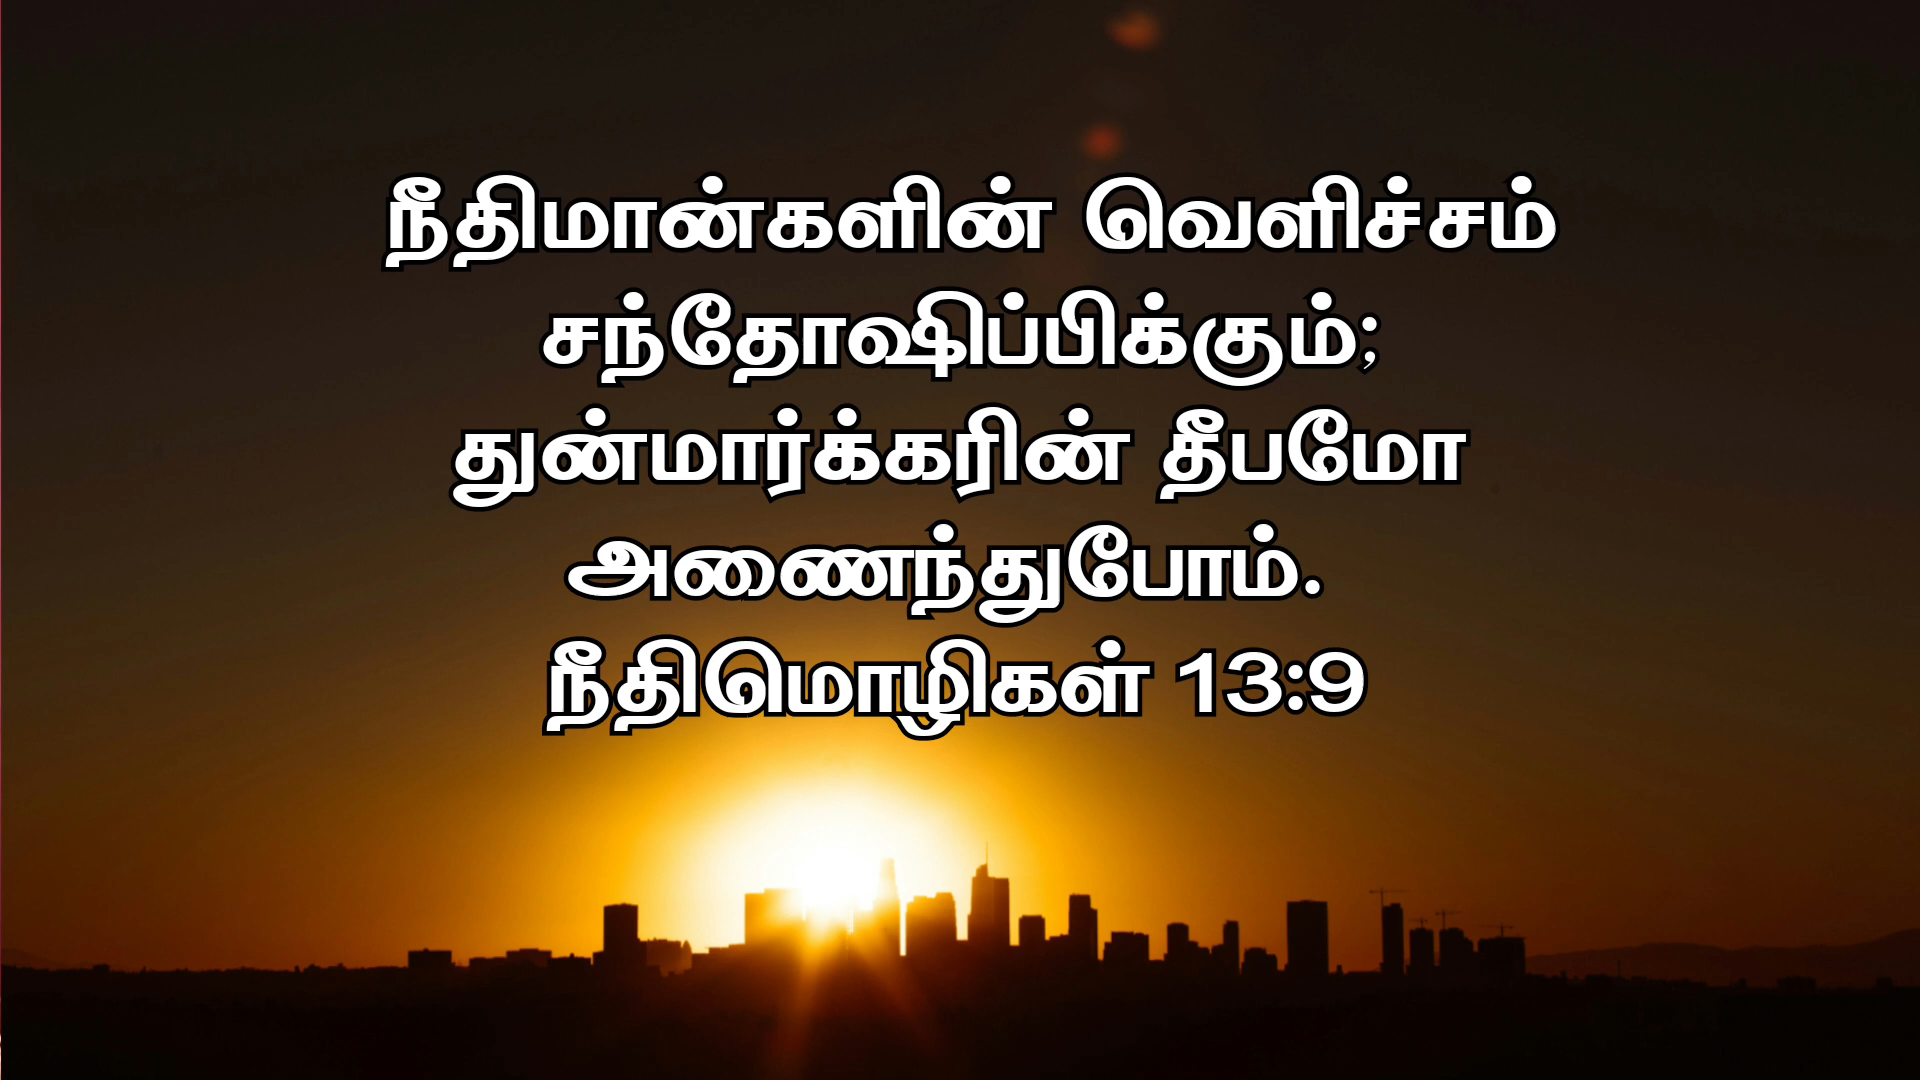 நீதிமான்களின் வெளிச்சம்
சந்தோஷிப்பிக்கும்;
துன்மார்க்கரின் தீபமோ
அணைந்துபோம்.
நீதிமொழிகள் 13:9